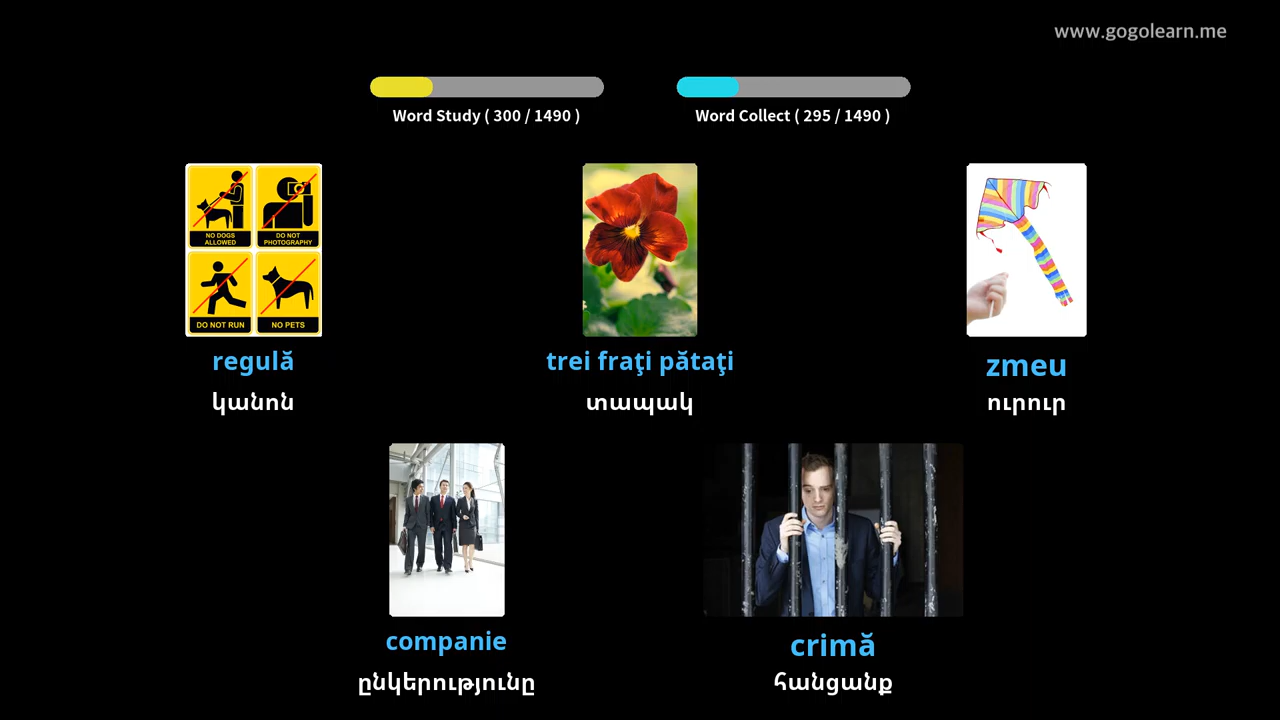 www.gogolearn.me
Word Study ( 300 / 1490 )
Word Collect ( 295 / 1490 )
NO DOGS
ALLOWED
DO NOT
PHOTOGRAPHY
DO NOT RUN
NO PETS
regulă
trei fraţi pătaţi
zmeu
կանոն
տապակ
ուրուր
companie
crimă
ընկերությունը
հանցանք